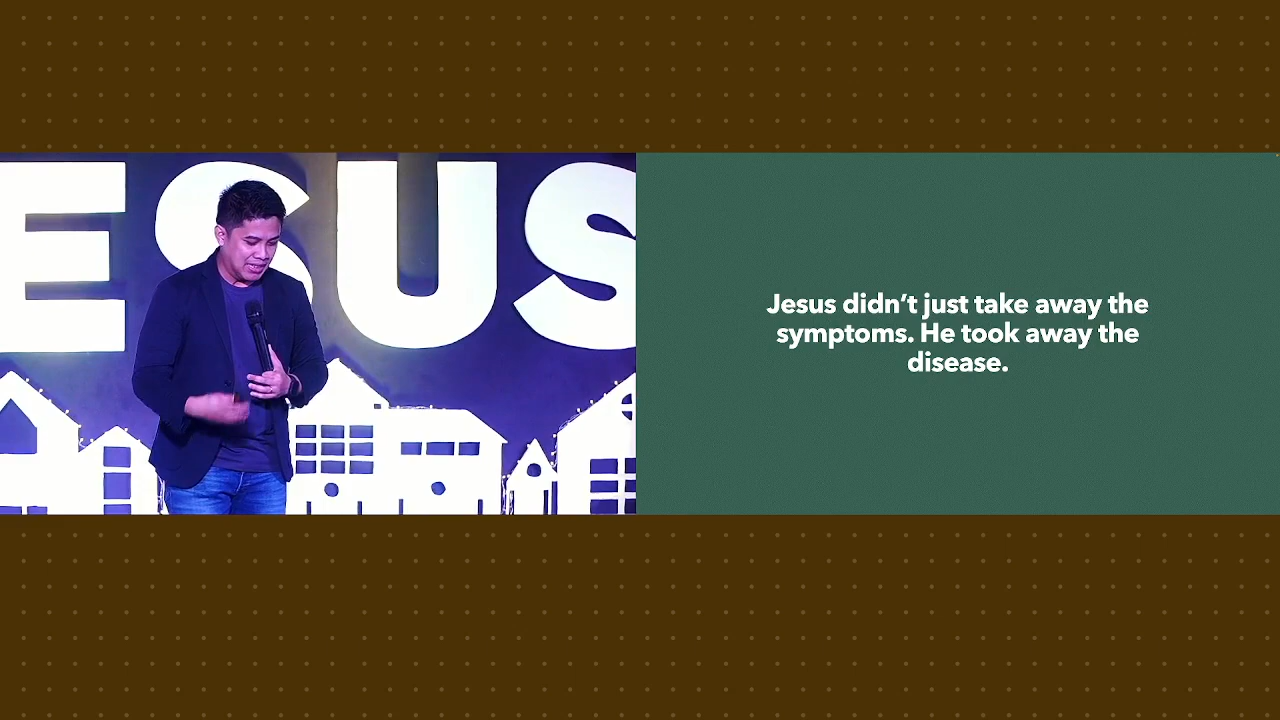 ESUS
Jesus didn’t just take away the
symptoms. He took away the
disease.